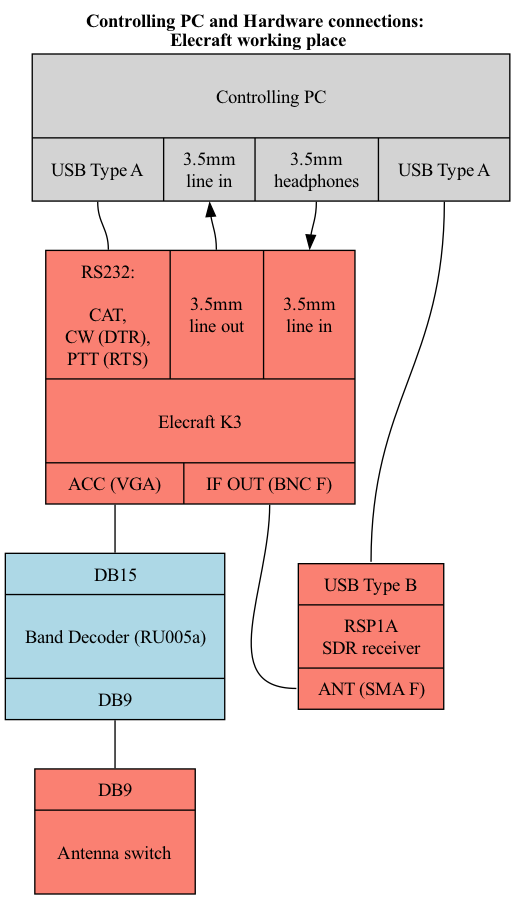 Controlling PC and Hardware connections:
Elecraft working place
Controlling PC
USB Type A
3.5mm
line in
3.5mm
headphones
USB Type A
RS232:
CAT,
CW (DTR),
PTT (RTS)
3.5mm
line out
3.5mm
line in
Elecraft K3
ACC (VGA)
IF OUT (BNC F)
DB15
Band Decoder (RU005a)
DB9
USB Type B
RSP1A
SDR receiver
ANT (SMA F)
DB9
Antenna switch